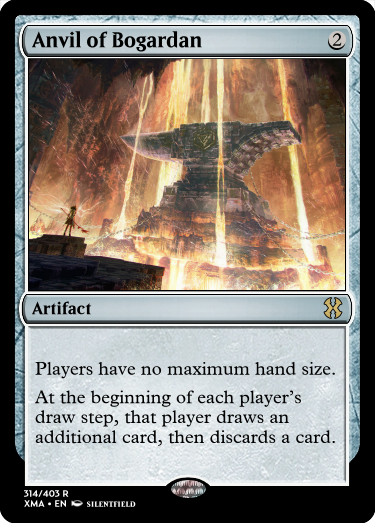 Anvil of Bogardan 2
Artifact
Players have no maximum hand size.
At the beginning of each player's
draw step, that player draws an
additional card, then discards a card.
314/403 R
XMA • EN SILENTFIELD